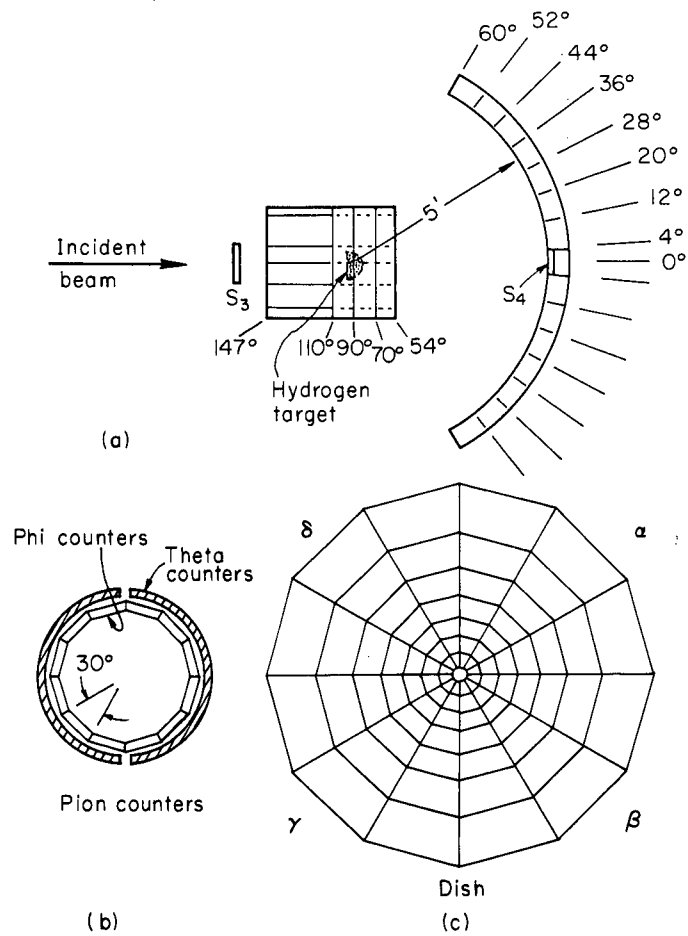 60°
52°
44°
36°
28°
20°
12°
4°
0°
5'
Incident
beam
S3
S4
147°
110°
90°
70°
54°
Hydrogen
target
(a)
Phi counters
Theta
counters
30°
Pion counters
(b)
δ
α
γ
β
Dish
(c)